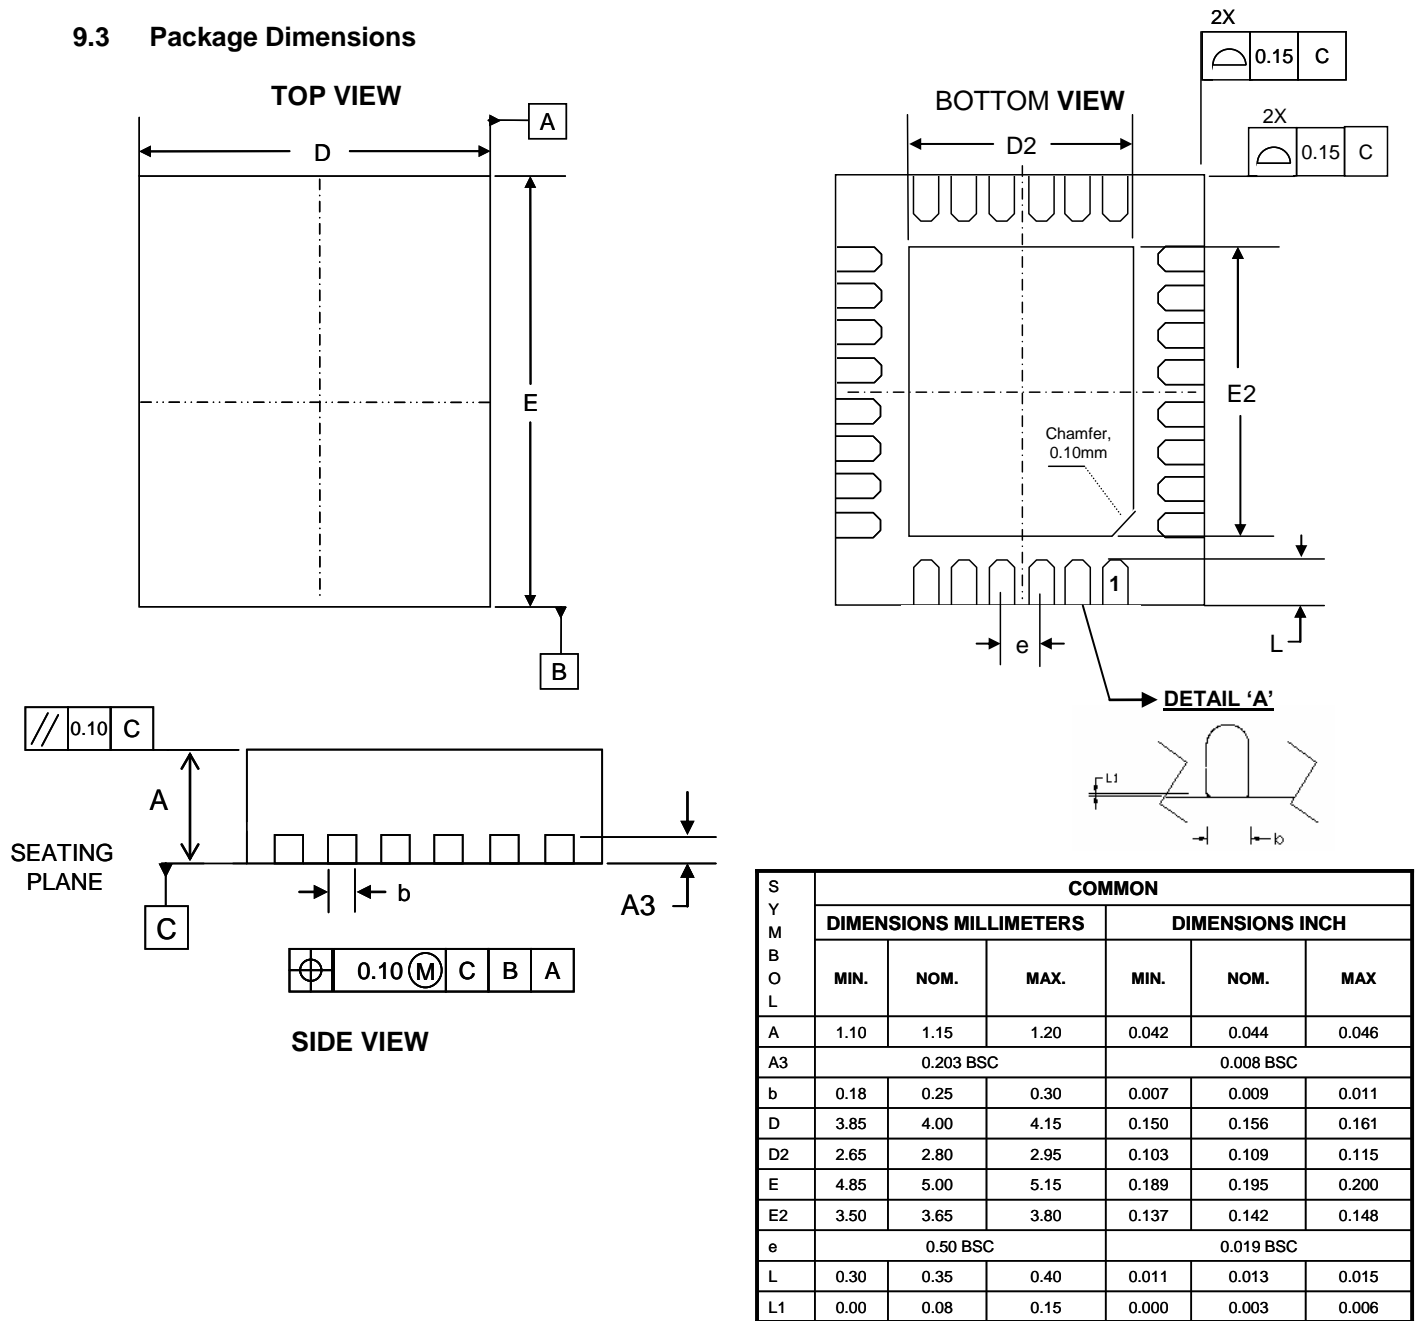 9.3 Package Dimensions
TOP VIEW
A
D
E
B
BOTTOM VIEW
2X
0.15 C
2X
0.15 C
D2
E2
Chamfer,
0.10mm
1
e
L
DETAIL ‘A’
L1
b
// 0.10 C
A
SEATING
PLANE
C
b
A3
0.10 M C B A
SIDE VIEW
SYMBOL COMMON
DIMENSIONS MILLIMETERS DIMENSIONS INCH
MIN. NOM. MAX. MIN. NOM. MAX
A 1.10 1.15 1.20 0.042 0.044 0.046
A3 0.203 BSC 0.008 BSC
b 0.18 0.25 0.30 0.007 0.009 0.011
D 3.85 4.00 4.15 0.150 0.156 0.161
D2 2.65 2.80 2.95 0.103 0.109 0.115
E 4.85 5.00 5.15 0.189 0.195 0.200
E2 3.50 3.65 3.80 0.137 0.142 0.148
e 0.50 BSC 0.019 BSC
L 0.30 0.35 0.40 0.011 0.013 0.015
L1 0.00 0.08 0.15 0.000 0.003 0.006